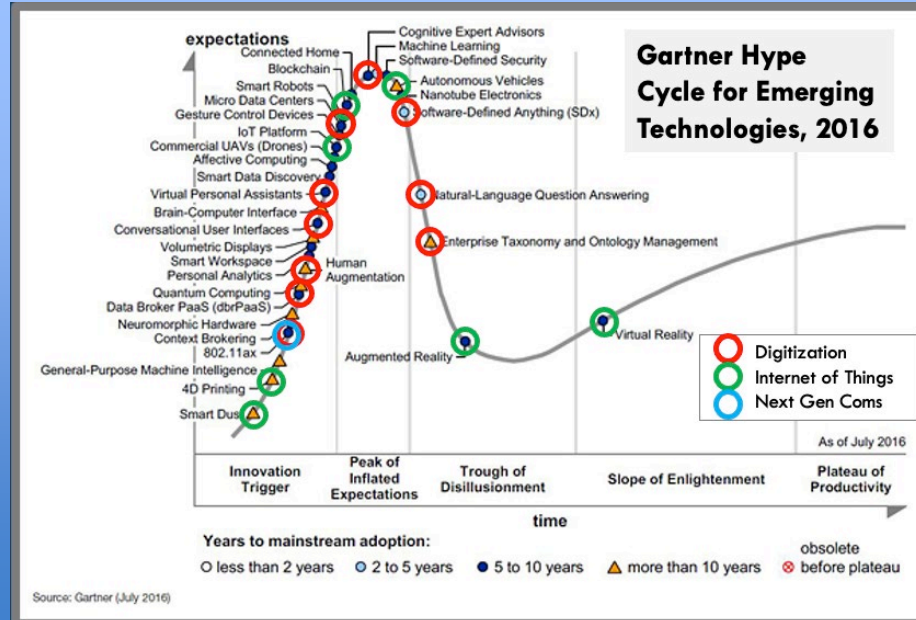 Gartner Hype
Cycle for Emerging
Technologies, 2016
expectations
Connected Home
Blockchain
Smart Robots
Micro Data Centers
Gesture Control Devices
IoT Platform
Commercial UAVs (Drones)
Affective Computing
Smart Data Discovery
Virtual Personal Assistants
Brain-Computer Interface
Conversational User Interfaces
Volumetric Displays
Smart Workspace
Personal Analytics
Quantum Computing
Data Broker PaaS (dbrPaaS)
Neuromorphic Hardware
Context Brokering
802.11ax
General-Purpose Machine Intelligence
4D Printing
Smart Dust
Human
Augmentation
Cognitive Expert Advisors
Machine Learning
Software-Defined Security
Autonomous Vehicles
Nanotube Electronics
Software-Defined Anything (SDx)
Natural-Language Question Answering
Enterprise Taxonomy and Ontology Management
Augmented Reality
Virtual Reality
Digitization
Internet of Things
Next Gen Coms
As of July 2016
Innovation
Trigger
Peak of
Inflated
Expectations
Trough of
Disillusionment
Slope of Enlightenment
Plateau of
Productivity
time
Years to mainstream adoption:
less than 2 years
2 to 5 years
5 to 10 years
more than 10 years
obsolete
before plateau
Source: Gartner (July 2016)